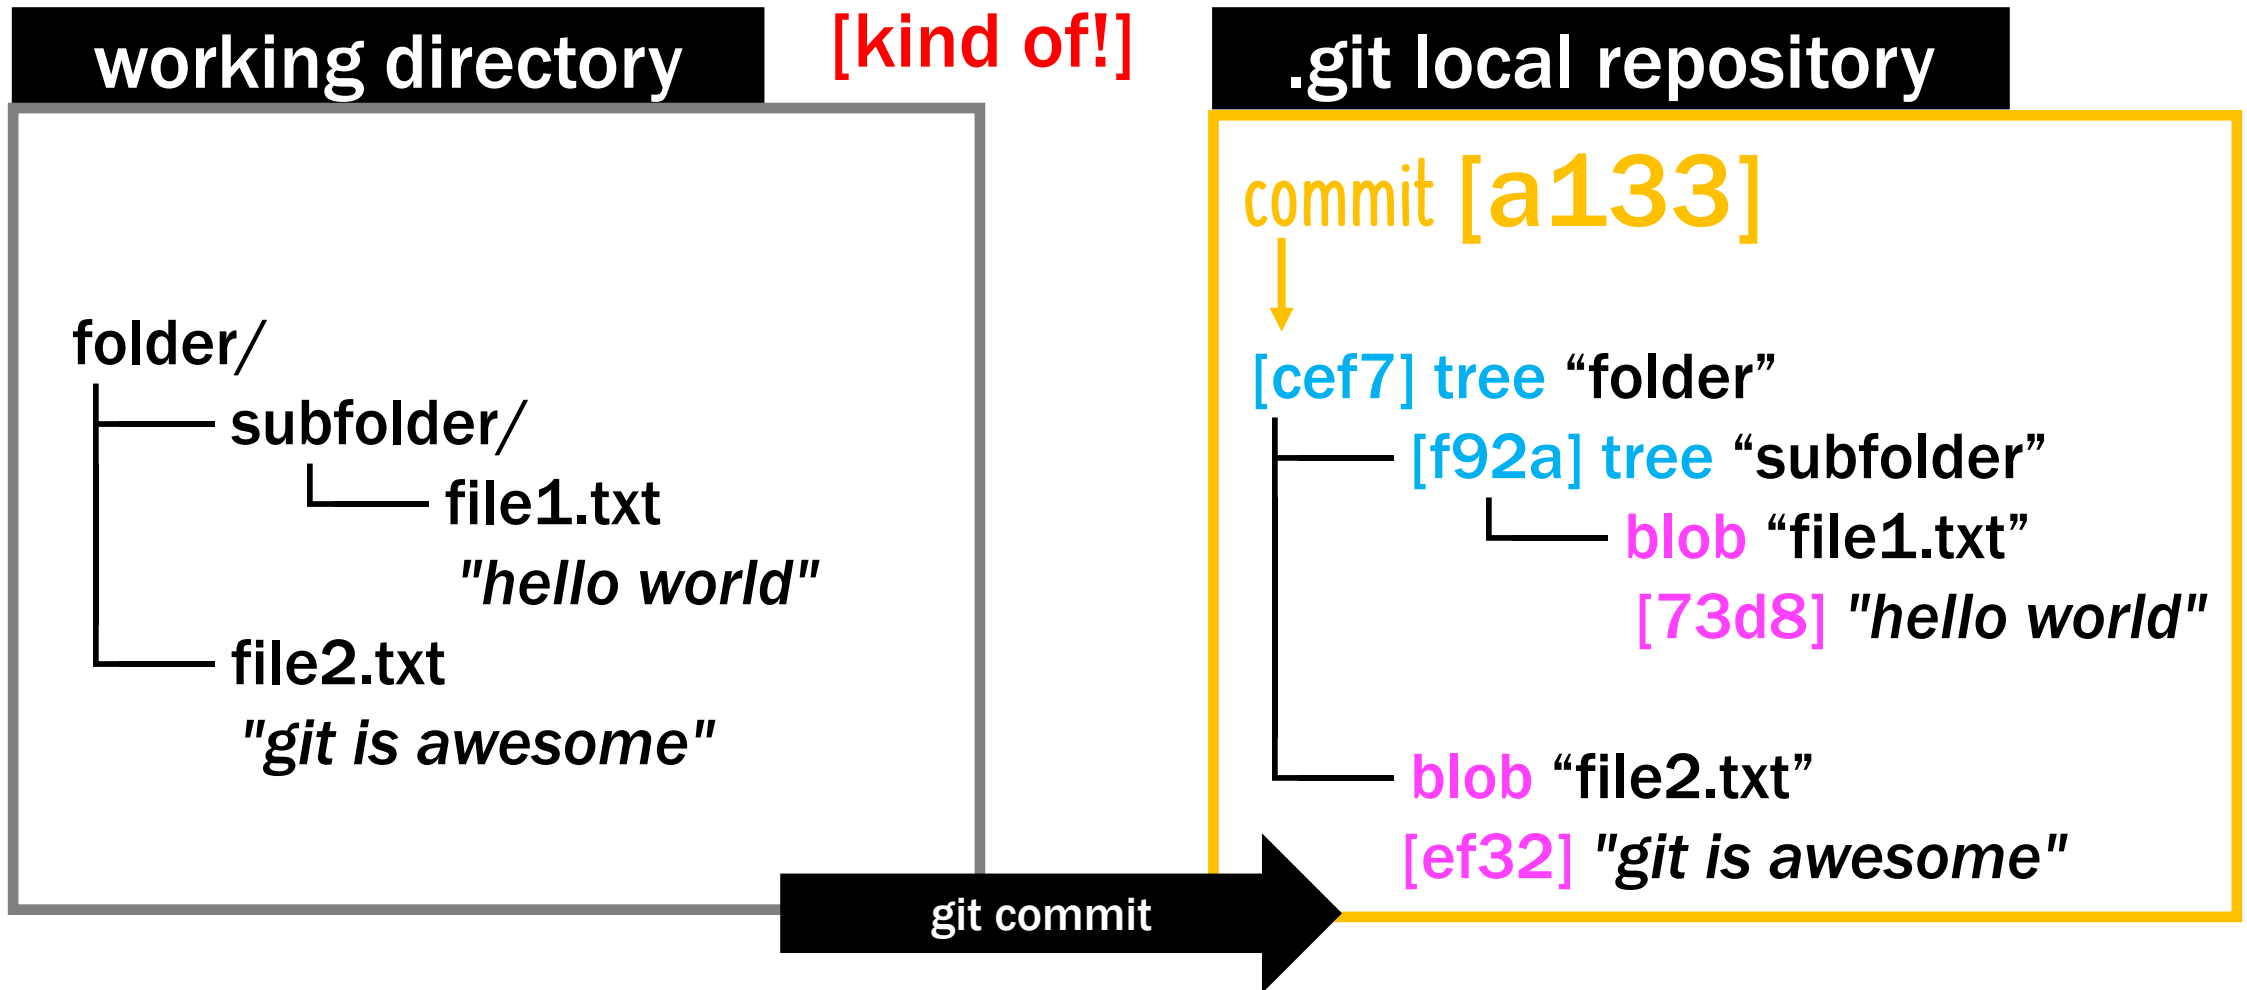 working directory
[kind of!]
.git local repository
folder/
subfolder/
file1.txt
"hello world"
file2.txt
"git is awesome"
commit [a133]
[cef7] tree “folder”
[f92a] tree “subfolder”
blob “file1.txt”
[73d8] "hello world"
blob “file2.txt”
[ef32] "git is awesome"
git commit